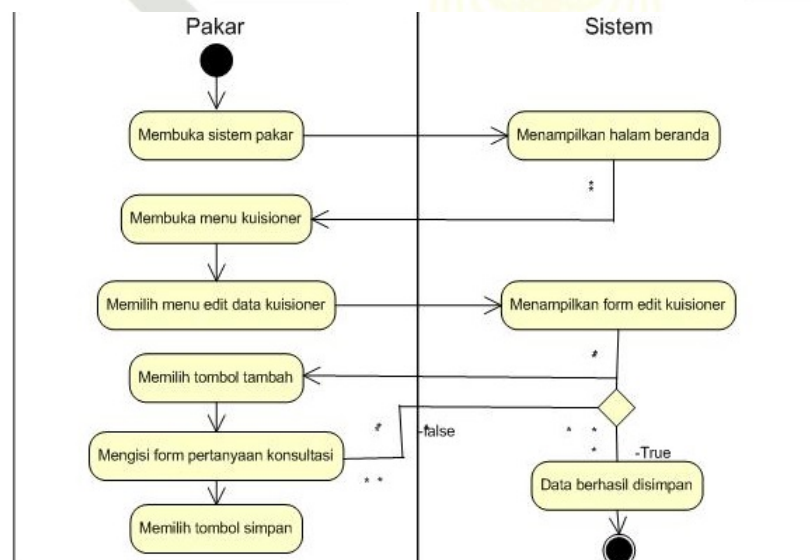 Pakar
Sistem
Membuka sistem pakar
Menampilkan halam beranda
Membuka menu kuisioner
Memilih menu edit data kuisioner
Menampilkan form edit kuisioner
Memilih tombol tambah
-false
Mengisi form pertanyaan konsultasi
-True
Data berhasil disimpan
Memilih tombol simpan